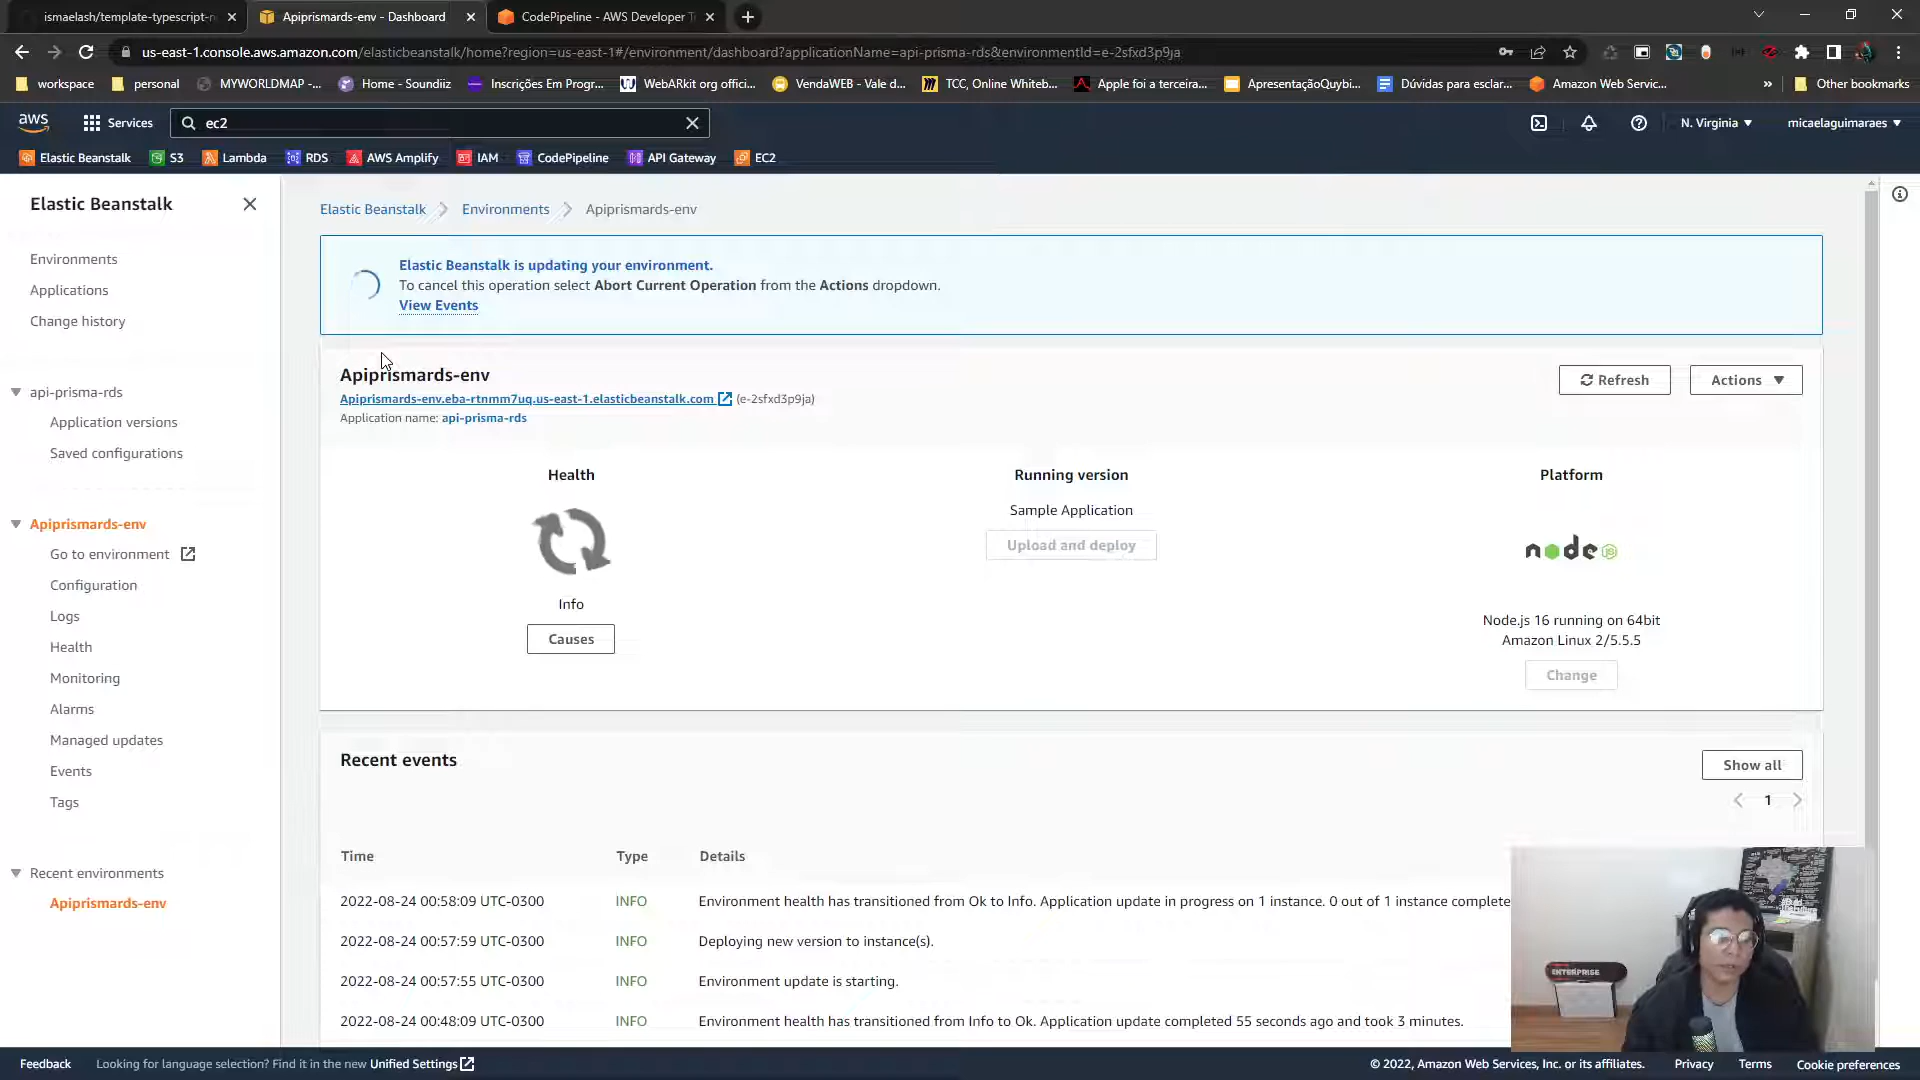 ismaelash/template-typescript-n
Apiprismards-env - Dashboard
CodePipeline - AWS Developer T
us-east-1.console.aws.amazon.com/elasticbeanstalk/home?region=us-east-1#/environment/dashboard?applicationName=api-prisma-rds&environmentId=e-2sfxd3p9ja
workspace
personal
MYWORLDMAP -...
Home - Soundiiz
Inscrições Em Progr...
WebARkit org offici...
VendaWEB - Vale d...
TCC, Online Whiteb...
Apple foi a terceira...
ApresentaçãoQuybi...
Dúvidas para esclar...
Amazon Web Servic...
»
Other bookmarks
aws
Services
ec2
N. Virginia
micaelaguimaraes
Elastic Beanstalk
S3
Lambda
RDS
AWS Amplify
IAM
CodePipeline
API Gateway
EC2
Elastic Beanstalk
Environments
Applications
Change history
api-prisma-rds
Application versions
Saved configurations
Apiprismards-env
Go to environment
Configuration
Logs
Health
Monitoring
Alarms
Managed updates
Events
Tags
Recent environments
Apiprismards-env
Elastic Beanstalk
Environments
Apiprismards-env
Elastic Beanstalk is updating your environment.
To cancel this operation select Abort Current Operation from the Actions dropdown.
View Events
Apiprismards-env
Apiprismards-env.eba-rtnmm7uq.us-east-1.elasticbeanstalk.com (e-2sfxd3p9ja)
Application name: api-prisma-rds
Refresh
Actions
Health
Info
Causes
Running version
Sample Application
Upload and deploy
Platform
node
JS
Node.js 16 running on 64bit
Amazon Linux 2/5.5.5
Change
Recent events
Show all
1
Time Type Details
2022-08-24 00:58:09 UTC-0300 INFO Environment health has transitioned from Ok to Info. Application update in progress on 1 instance. 0 out of 1 instance complete
2022-08-24 00:57:59 UTC-0300 INFO Deploying new version to instance(s).
2022-08-24 00:57:55 UTC-0300 INFO Environment update is starting.
2022-08-24 00:48:09 UTC-0300 INFO Environment health has transitioned from Info to Ok. Application update completed 55 seconds ago and took 3 minutes.
ENTERPRISE
Feedback
Looking for language selection? Find it in the new Unified Settings
© 2022, Amazon Web Services, Inc. or its affiliates.
Privacy
Terms
Cookie preferences